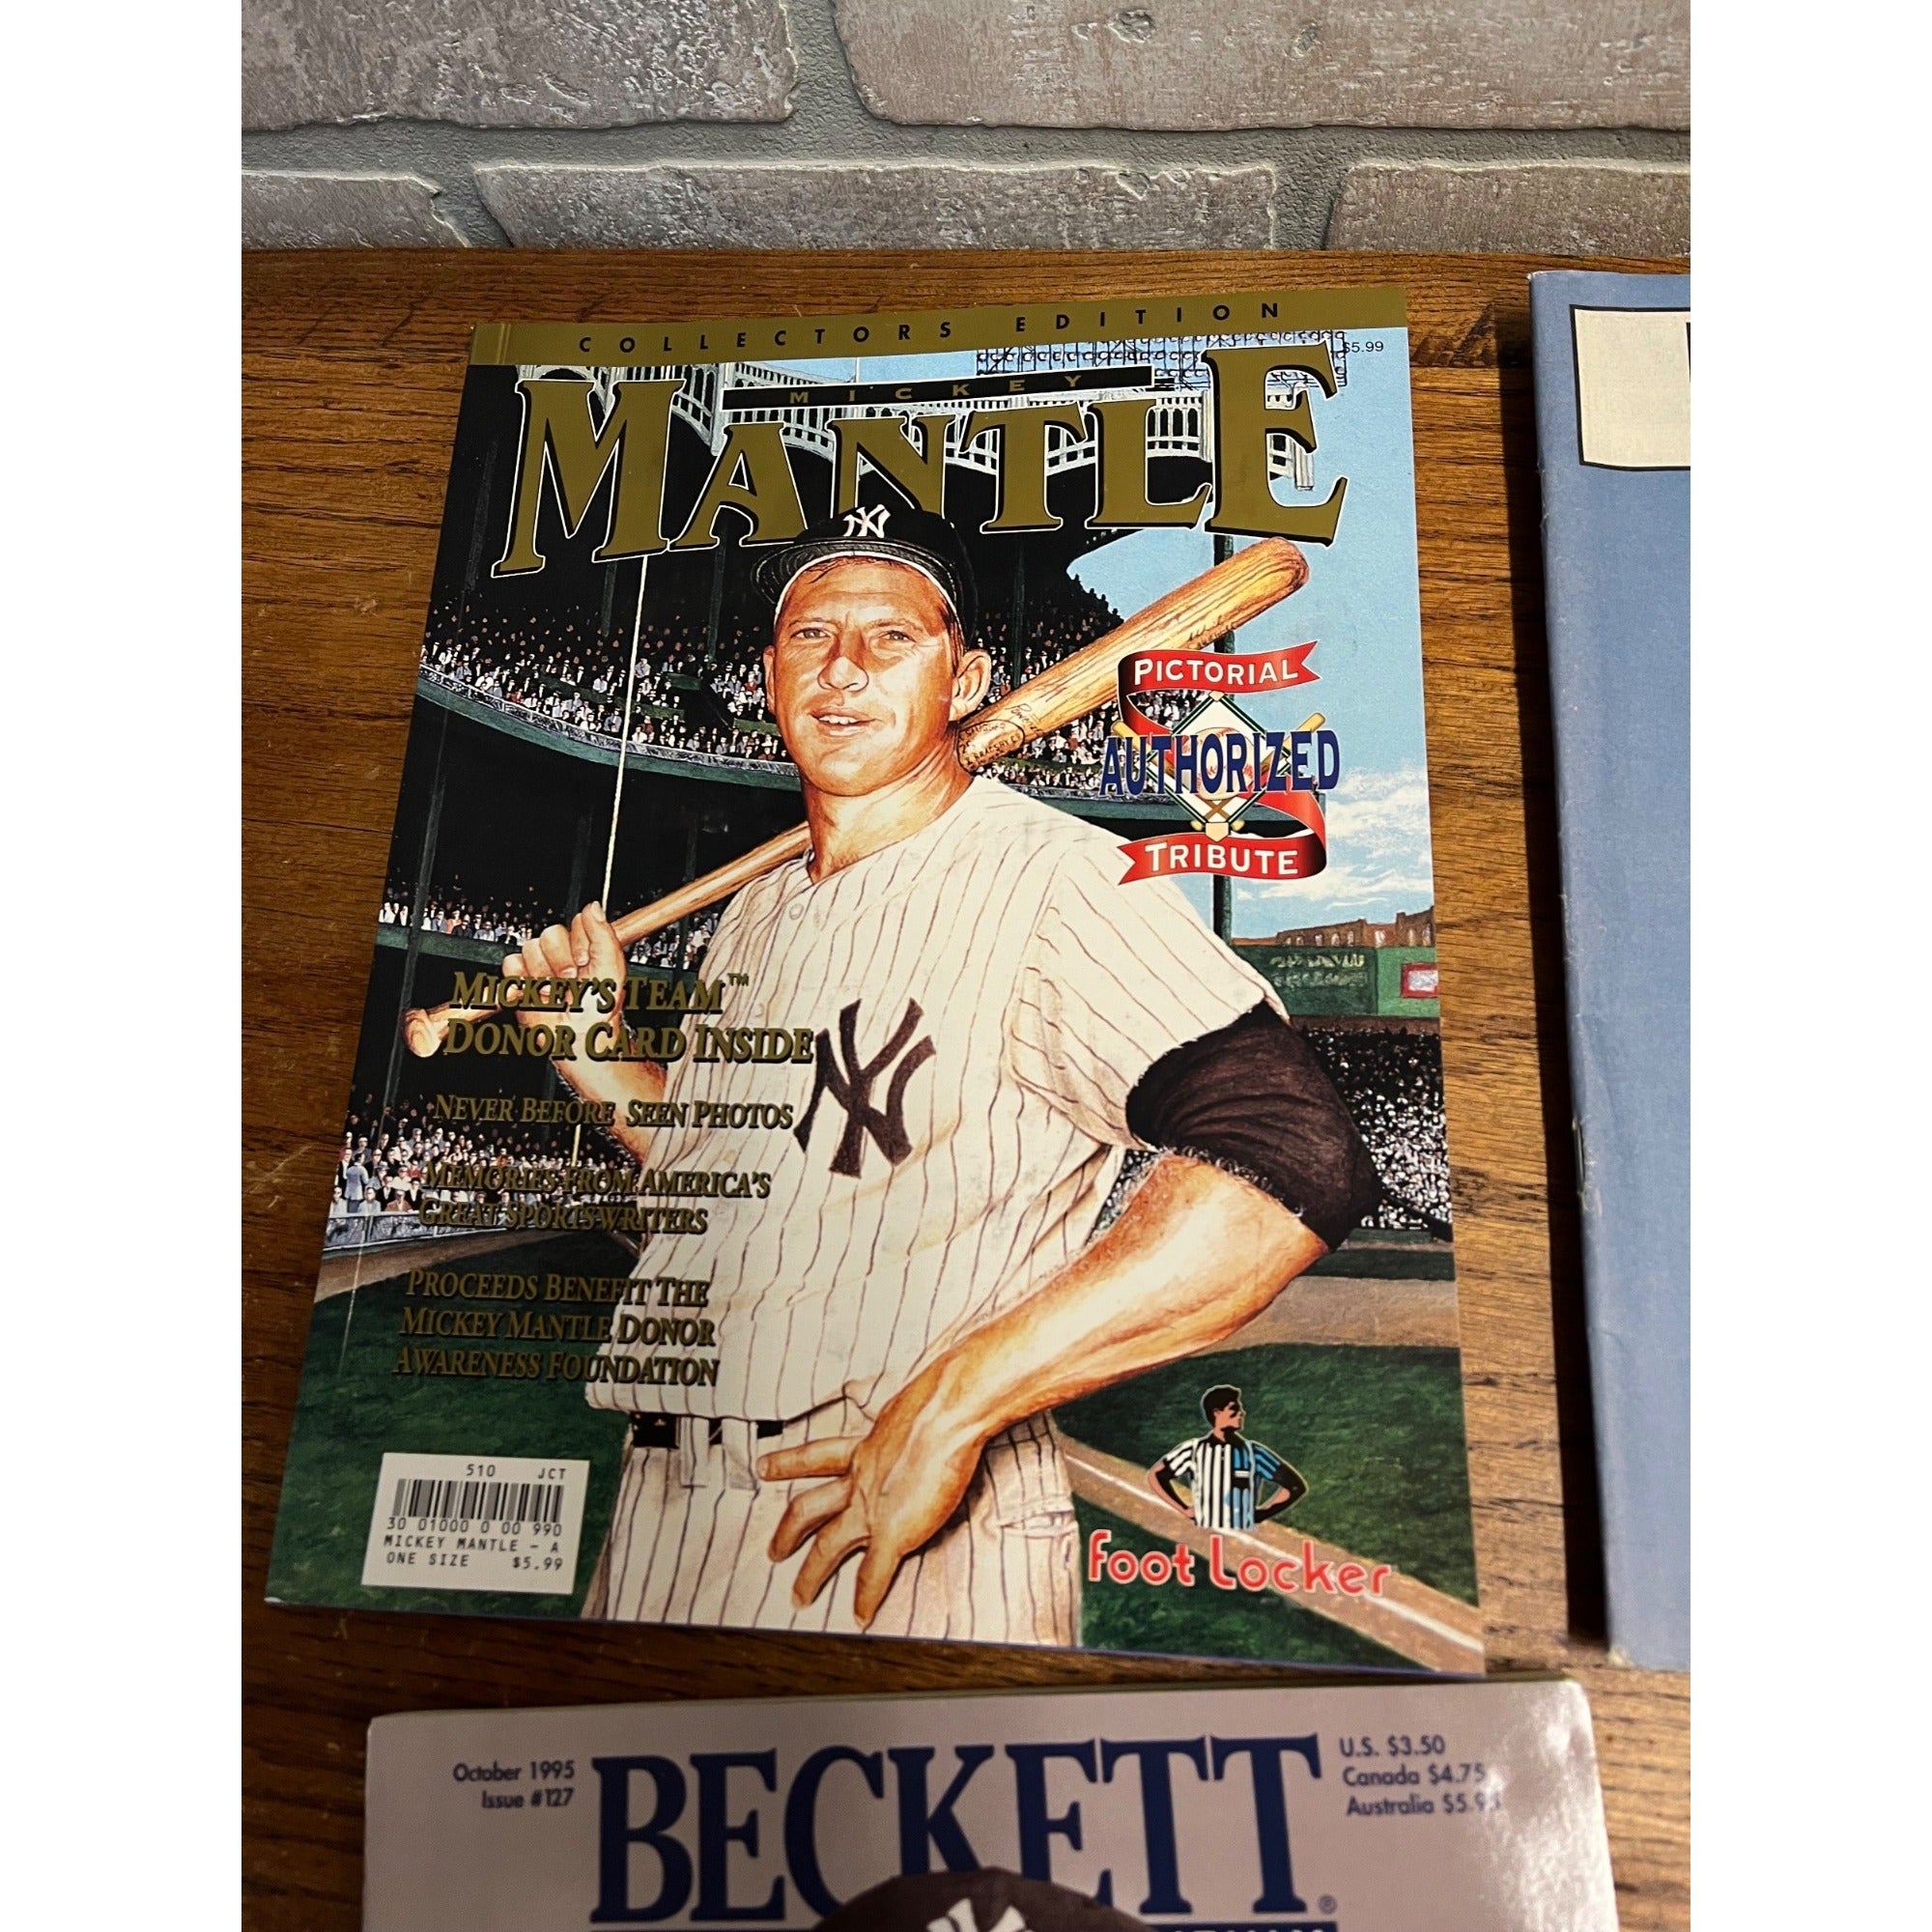 COLLECTORS EDITION
$5.99
MICKEY
MANTLE
PICTORIAL
AUTHORIZED
TRIBUTE
MICKEY'S TEAM™
DONOR CARD INSIDE
NEVER BEFORE SEEN PHOTOS
MEMORIES FROM AMERICA'S
GREAT SPORTSWRITERS
PROCEEDS BENEFIT THE
MICKEY MANTLE DONOR
AWARENESS FOUNDATION
510 JCT
30 01000 0 00 990
MICKEY MANTLE - A
ONE SIZE $5.99
Foot Locker
October 1995
Issue #127
BECKETT®
U.S. $3.50
Canada $4.75
Australia